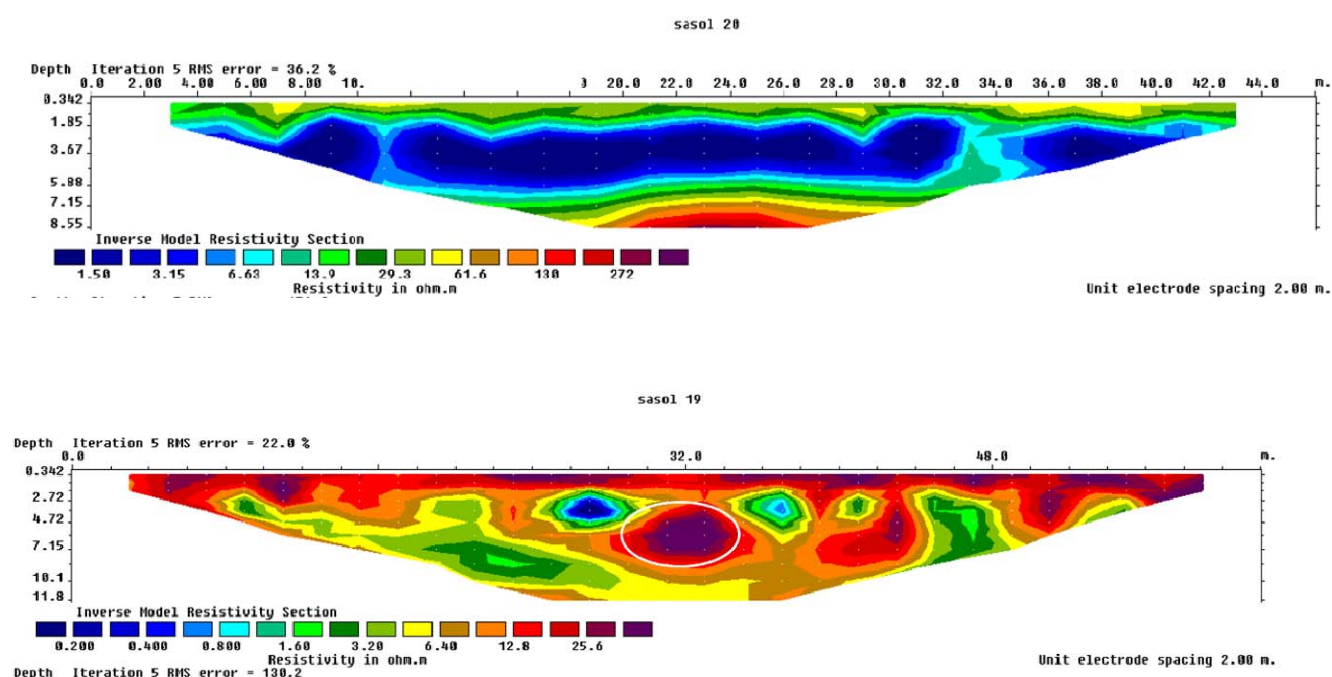 sasol 20
Depth Iteration 5 RMS error = 36.2 %
0.0 2.00 4.00 6.00 8.00 10. 20.0 22.0 24.0 26.0 28.0 30.0 32.0 34.0 36.0 38.0 40.0 42.0 44.0 m.
0.342
1.85
3.67
5.88
7.15
8.55
Inverse Model Resistivity Section
1.50 3.15 6.63 13.9 29.3 61.6 130 272
Resistivity in ohm.m
Unit electrode spacing 2.00 m.
sasol 19
Depth Iteration 5 RMS error = 22.0 %
0.0 32.0 48.0 m.
0.342
2.72
4.72
7.15
10.1
11.8
Inverse Model Resistivity Section
0.200 0.400 0.800 1.60 3.20 6.40 12.8 25.6
Resistivity in ohm.m
Unit electrode spacing 2.00 m.
Depth Iteration 5 RMS error = 130.2